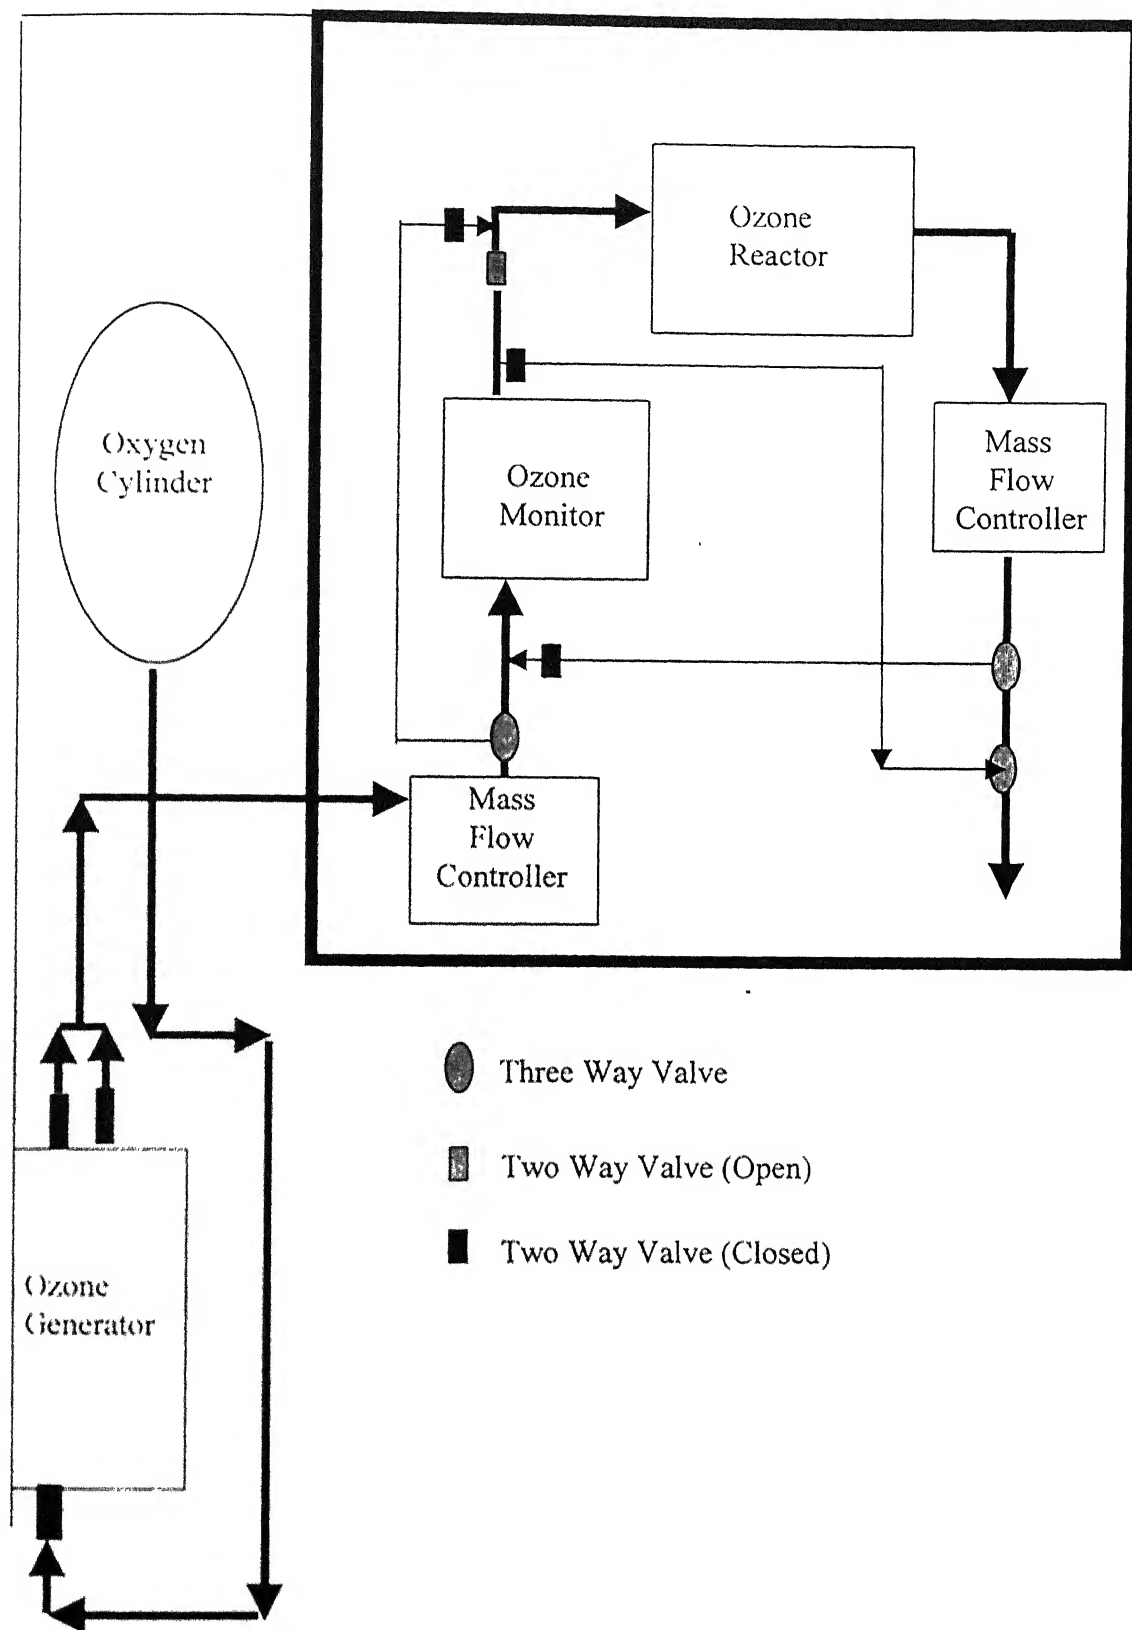 Ozone
Reactor
Oxygen
Cylinder
Ozone
Monitor
Mass
Flow
Controller
Mass
Flow
Controller
Three Way Valve
Two Way Valve (Open)
Two Way Valve (Closed)
Ozone
Generator